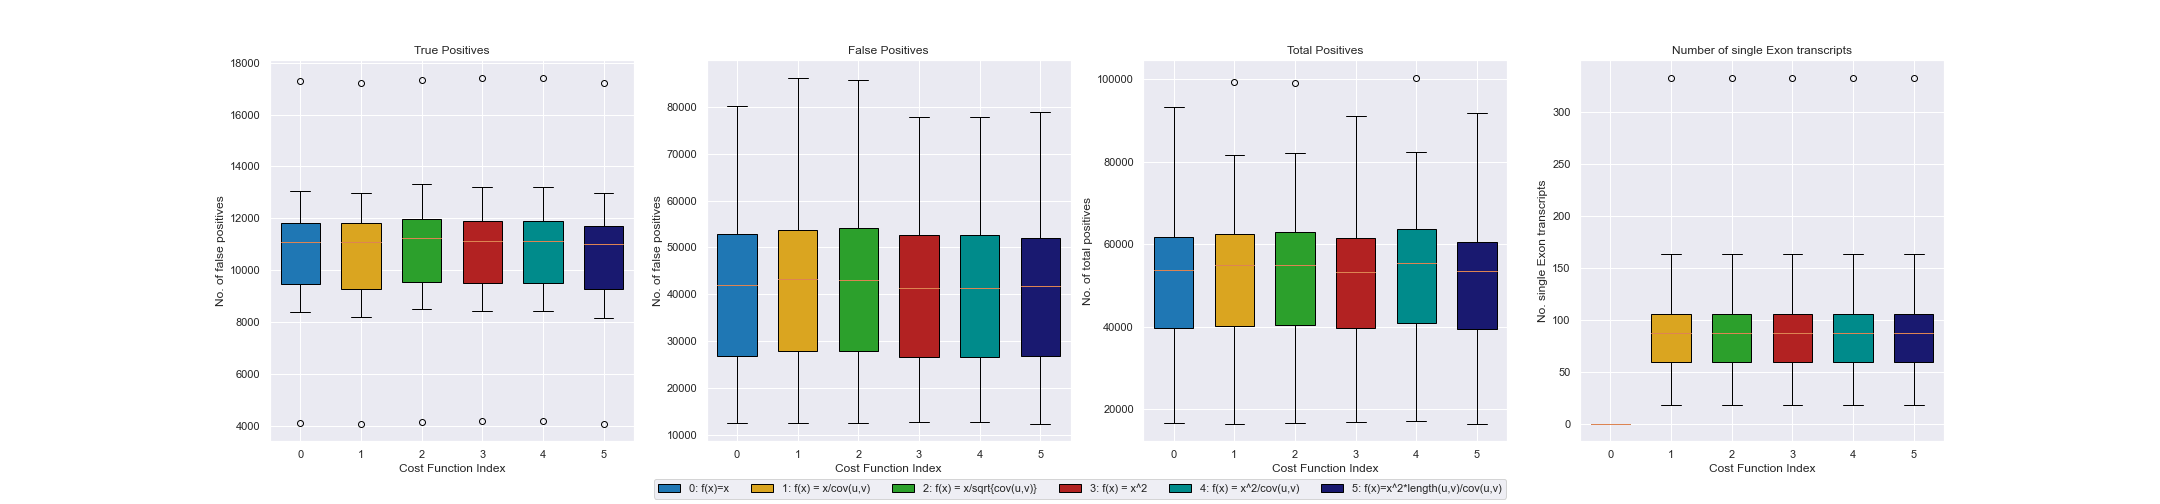 True Positives
No. of false positives
18000
16000
14000
12000
10000
8000
6000
4000
0 1 2 3 4 5
Cost Function Index
False Positives
No. of false positives
80000
70000
60000
50000
40000
30000
20000
10000
0 1 2 3 4 5
Cost Function Index
Total Positives
No. of total positives
100000
80000
60000
40000
20000
0 1 2 3 4 5
Cost Function Index
Number of single Exon transcripts
No. single Exon transcripts
300
250
200
150
100
50
0
0 1 2 3 4 5
Cost Function Index
0: f(x)=x 1: f(x) = x/cov(u,v) 2: f(x) = x/sqrt{cov(u,v)} 3: f(x) = x^2 4: f(x) = x^2/cov(u,v) 5: f(x)=x^2*length(u,v)/cov(u,v)